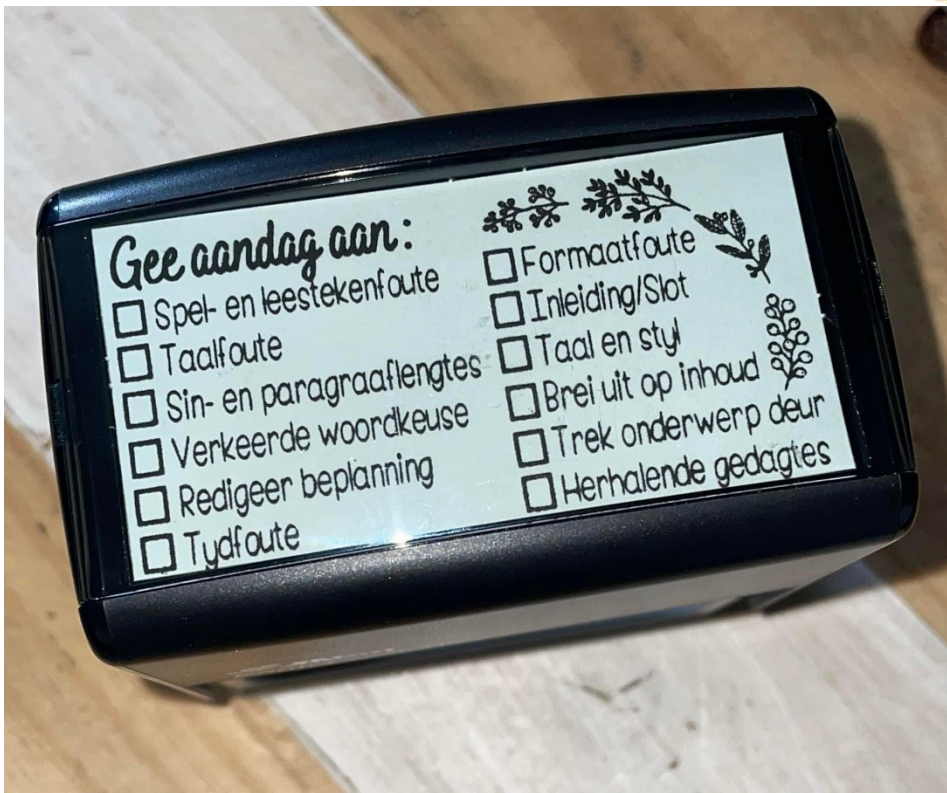 Gee aandag aan:
Spel- en leestekenfoute
Taalfoute
Sin- en paragraaflengtes
Verkeerde woordkeuse
Redigeer beplanning
Tydfoute
Formaatfoute
Inleiding/Slot
Taal en styl
Brei uit op inhoud
Trek onderwerp deur
Herhalende gedagtes